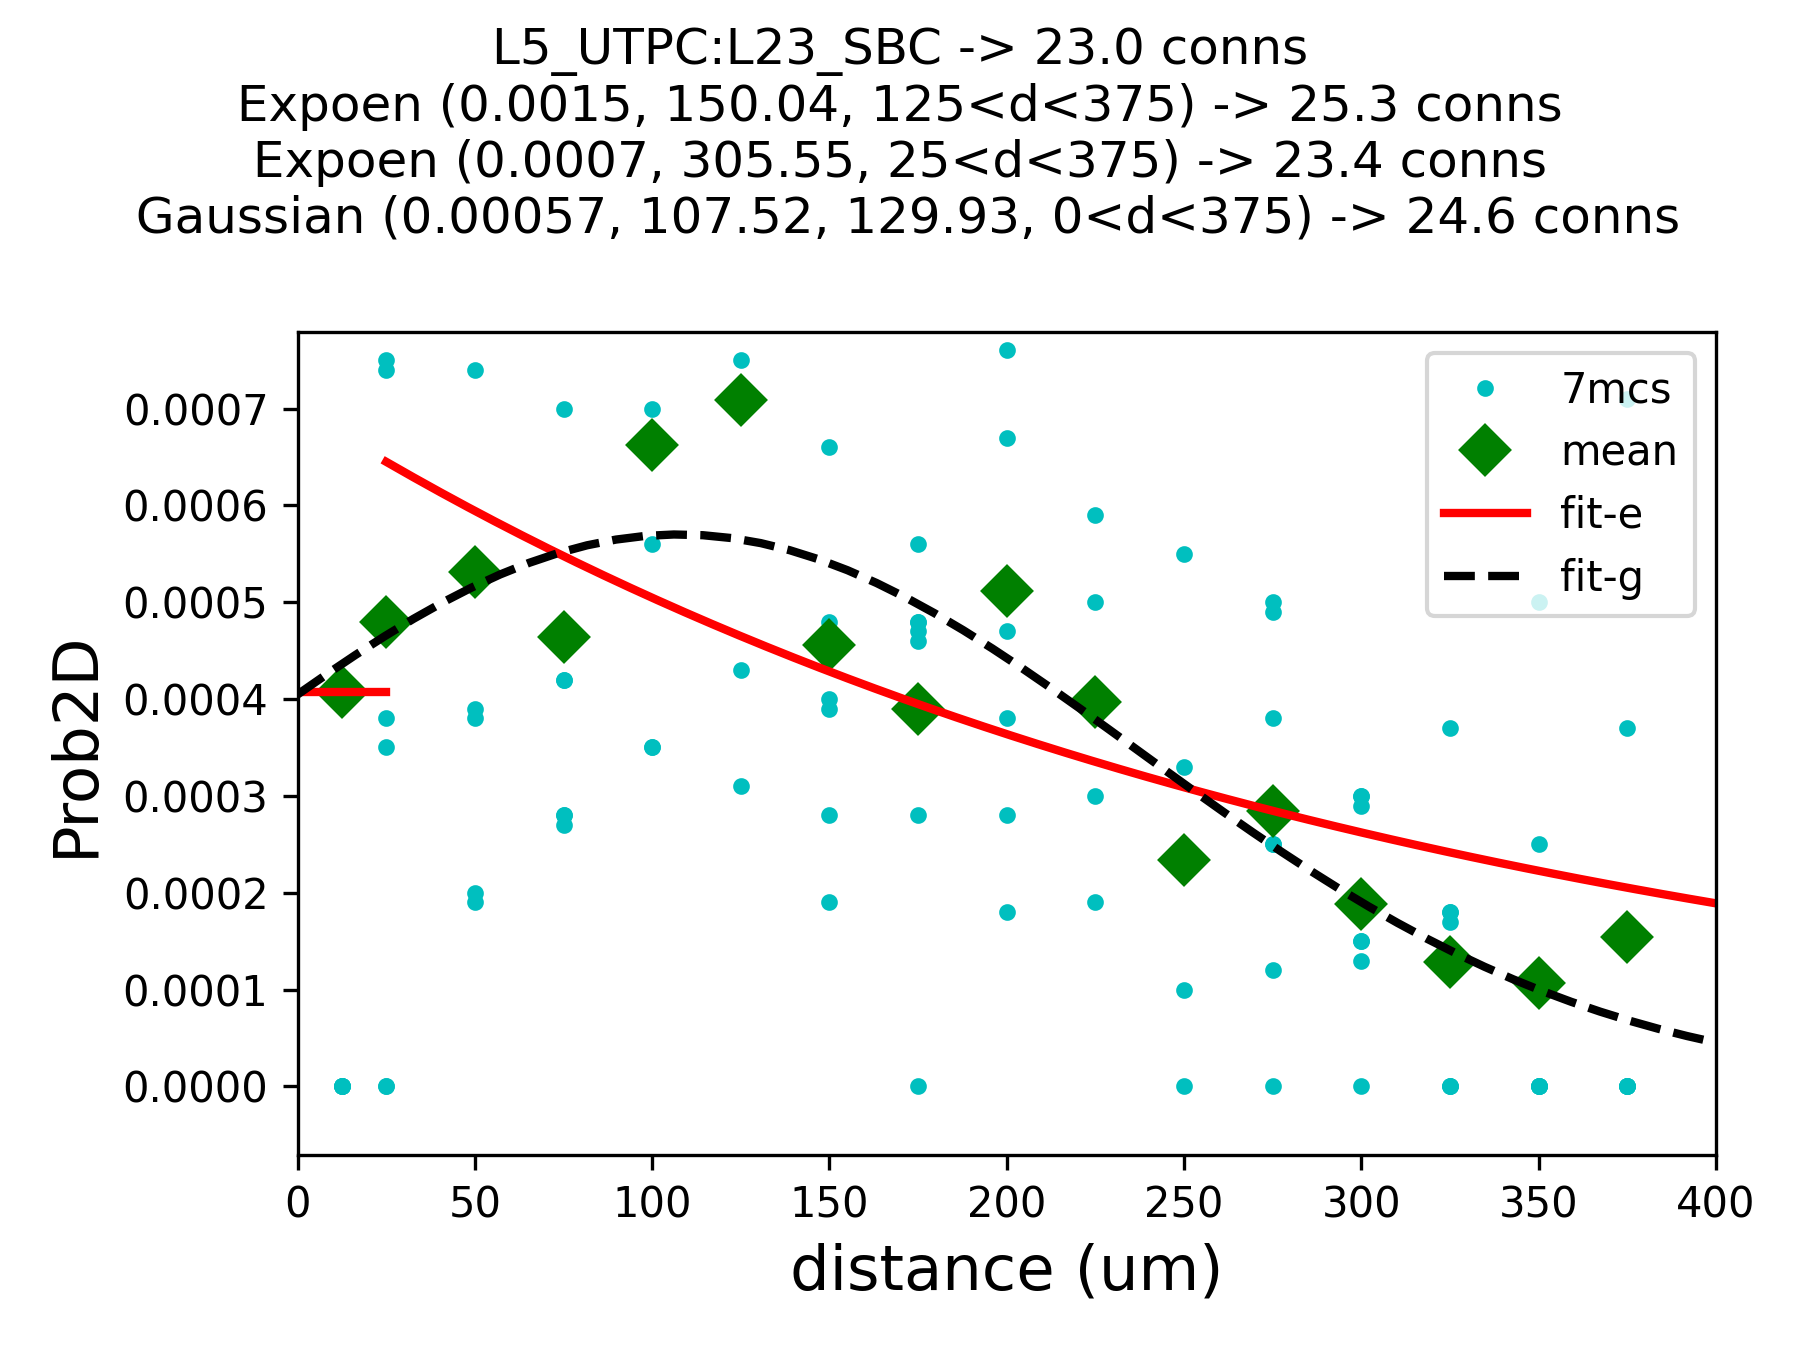 L5_UTPC:L23_SBC -> 23.0 conns
Expoen (0.0015, 150.04, 125<d<375) -> 25.3 conns
Expoen (0.0007, 305.55, 25<d<375) -> 23.4 conns
Gaussian (0.00057, 107.52, 129.93, 0<d<375) -> 24.6 conns
7mcs
mean
fit-e
fit-g
Prob2D
0.0007
0.0006
0.0005
0.0004
0.0003
0.0002
0.0001
0.0000
0 50 100 150 200 250 300 350 400
distance (um)